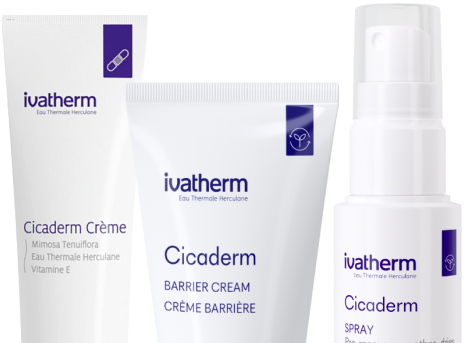 ivatherm
Eau Thermale Herculane
Cicaderm Crème
Mimosa Tenuiflora
Eau Thermale Herculane
Vitamine E
ivatherm
Eau Thermale Herculane
Cicaderm
BARRIER CREAM
CRÈME BARRIÈRE
ivatherm
Eau Thermale Herculane
Cicaderm
SPRAY